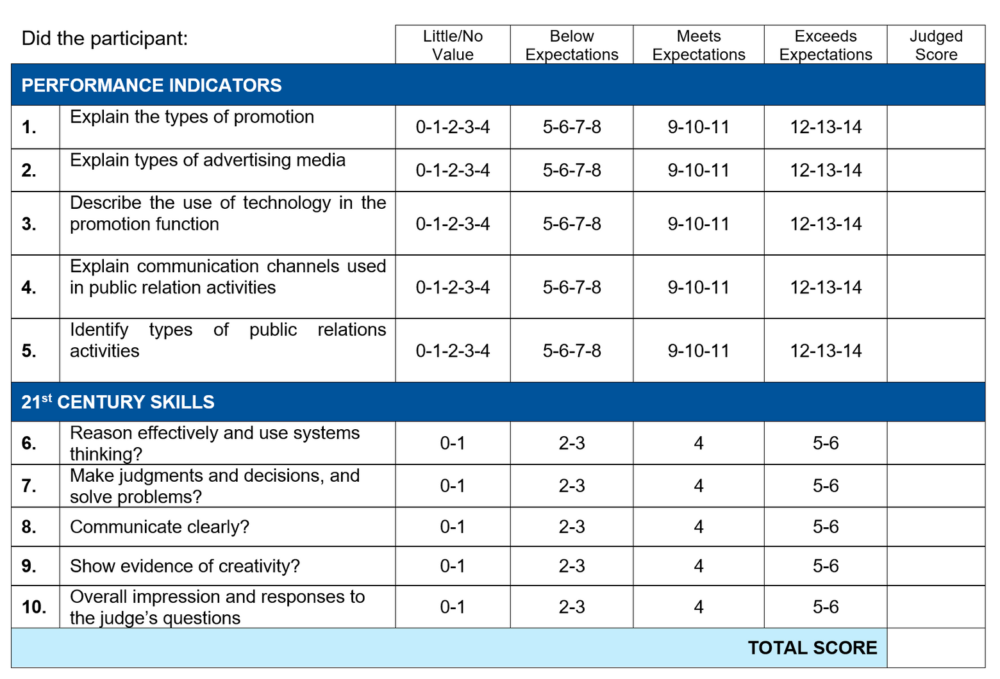 Did the participant:
Little/No Value
Below Expectations
Meets Expectations
Exceeds Expectations
Judged Score
PERFORMANCE INDICATORS
1. Explain the types of promotion 0-1-2-3-4 5-6-7-8 9-10-11 12-13-14
2. Explain types of advertising media 0-1-2-3-4 5-6-7-8 9-10-11 12-13-14
3. Describe the use of technology in the
promotion function 0-1-2-3-4 5-6-7-8 9-10-11 12-13-14
4. Explain communication channels used
in public relation activities 0-1-2-3-4 5-6-7-8 9-10-11 12-13-14
5. Identify types of public relations
activities 0-1-2-3-4 5-6-7-8 9-10-11 12-13-14
21st CENTURY SKILLS
6. Reason effectively and use systems
thinking? 0-1 2-3 4 5-6
7. Make judgments and decisions, and
solve problems? 0-1 2-3 4 5-6
8. Communicate clearly? 0-1 2-3 4 5-6
9. Show evidence of creativity? 0-1 2-3 4 5-6
10. Overall impression and responses to
the judge’s questions 0-1 2-3 4 5-6
TOTAL SCORE